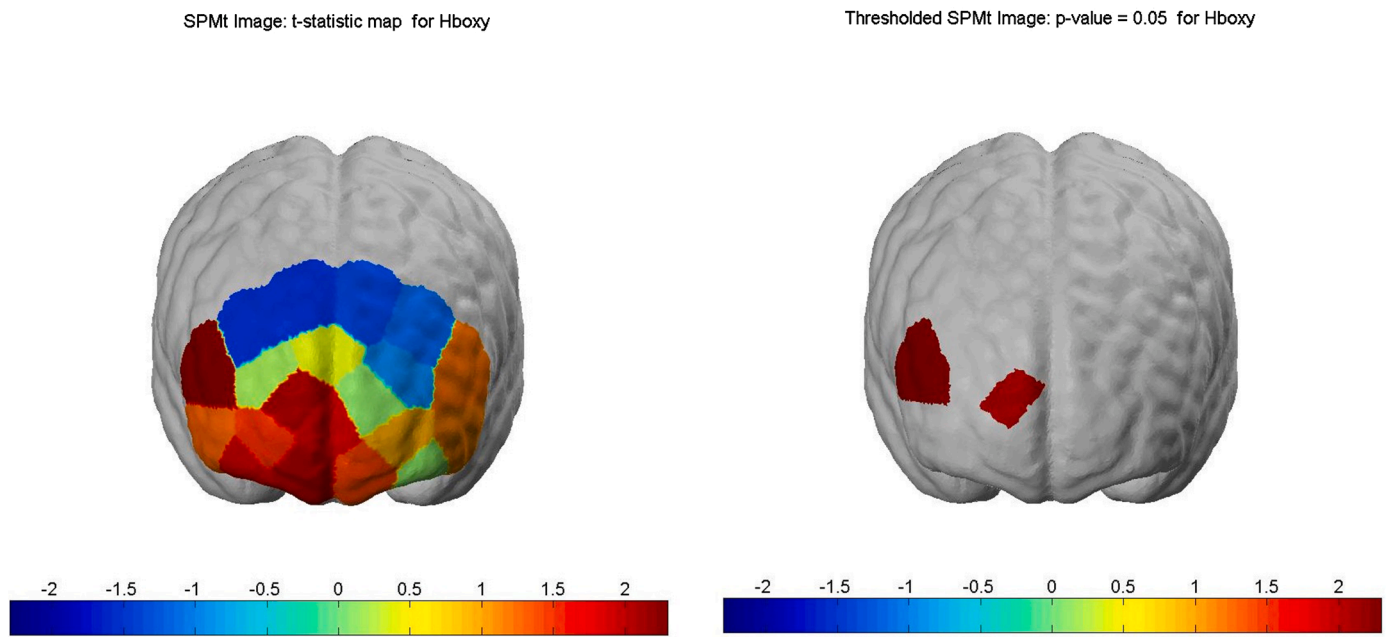 SPMt Image: t-statistic map  for Hboxy
Thresholded SPMt Image: p-value = 0.05  for Hboxy
-2 -1.5 -1 -0.5 0 0.5 1 1.5 2
-2 -1.5 -1 -0.5 0 0.5 1 1.5 2